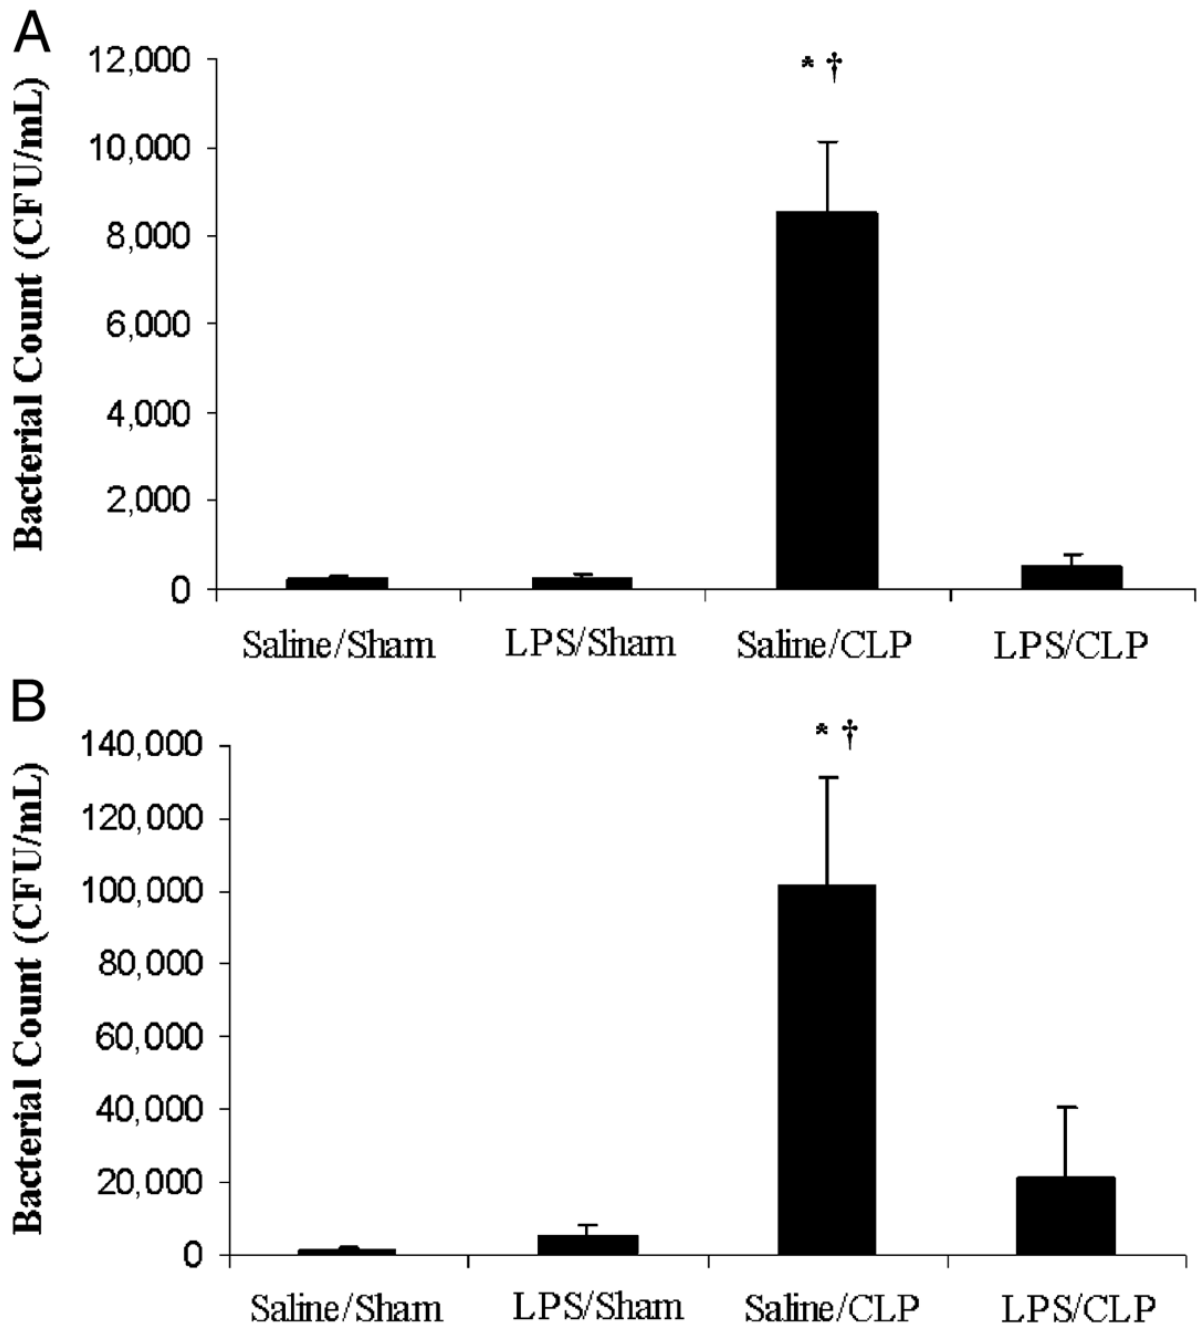 A
Bacterial Count (CFU/mL)
12,000
10,000
8,000
6,000
4,000
2,000
0
* †
Saline/Sham LPS/Sham Saline/CLP LPS/CLP
B
Bacterial Count (CFU/mL)
140,000
120,000
100,000
80,000
60,000
40,000
20,000
0
* †
Saline/Sham LPS/Sham Saline/CLP LPS/CLP